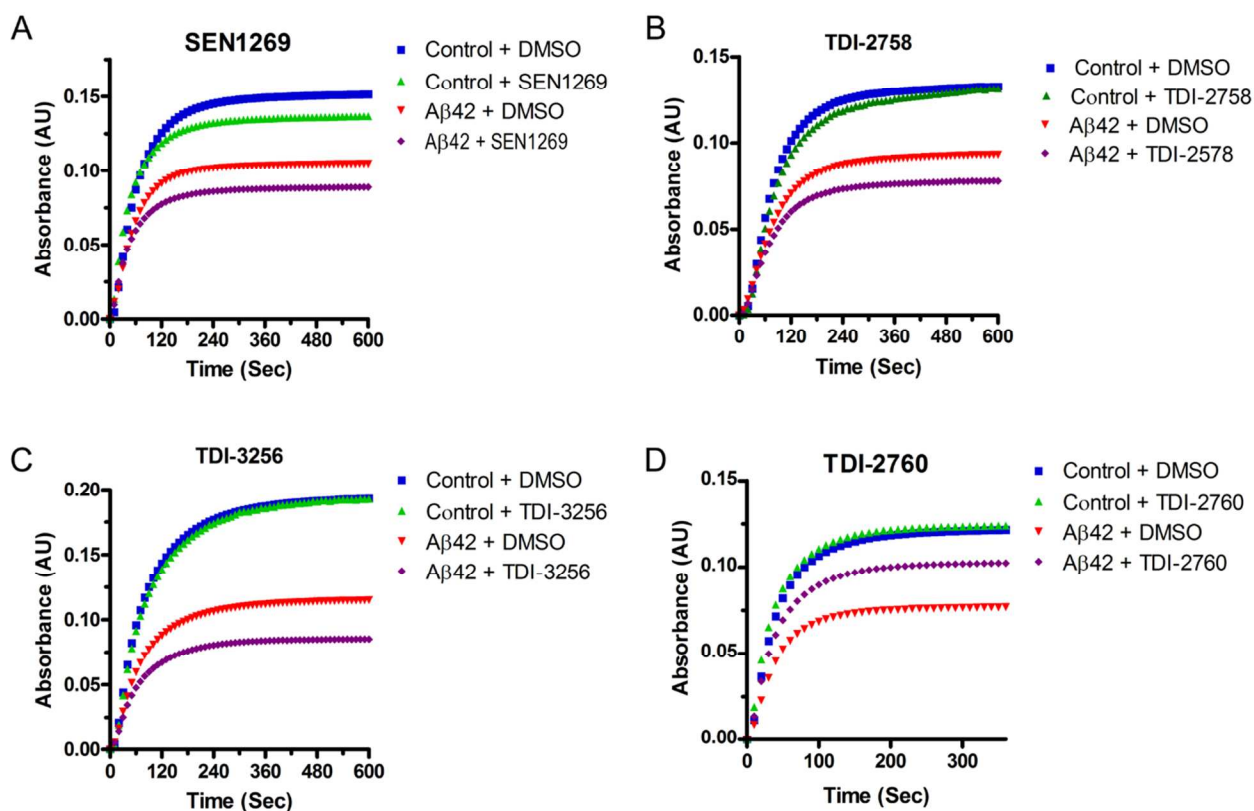 A
SEN1269
Absorbance (AU)
0.15
0.10
0.05
0.00
0 120 240 360 480 600
Time (Sec)
Control + DMSO
Control + SEN1269
Aβ42 + DMSO
Aβ42 + SEN1269
B
TDI-2758
Absorbance (AU)
0.15
0.10
0.05
0.00
0 120 240 360 480 600
Time (Sec)
Control + DMSO
Control + TDI-2758
Aβ42 + DMSO
Aβ42 + TDI-2578
C
TDI-3256
Absorbance (AU)
0.20
0.15
0.10
0.05
0.00
0 120 240 360 480 600
Time (Sec)
Control + DMSO
Control + TDI-3256
Aβ42 + DMSO
Aβ42 + TDI-3256
D
TDI-2760
Absorbance (AU)
0.15
0.10
0.05
0.00
0 100 200 300
Time (Sec)
Control + DMSO
Control + TDI-2760
Aβ42 + DMSO
Aβ42 + TDI-2760